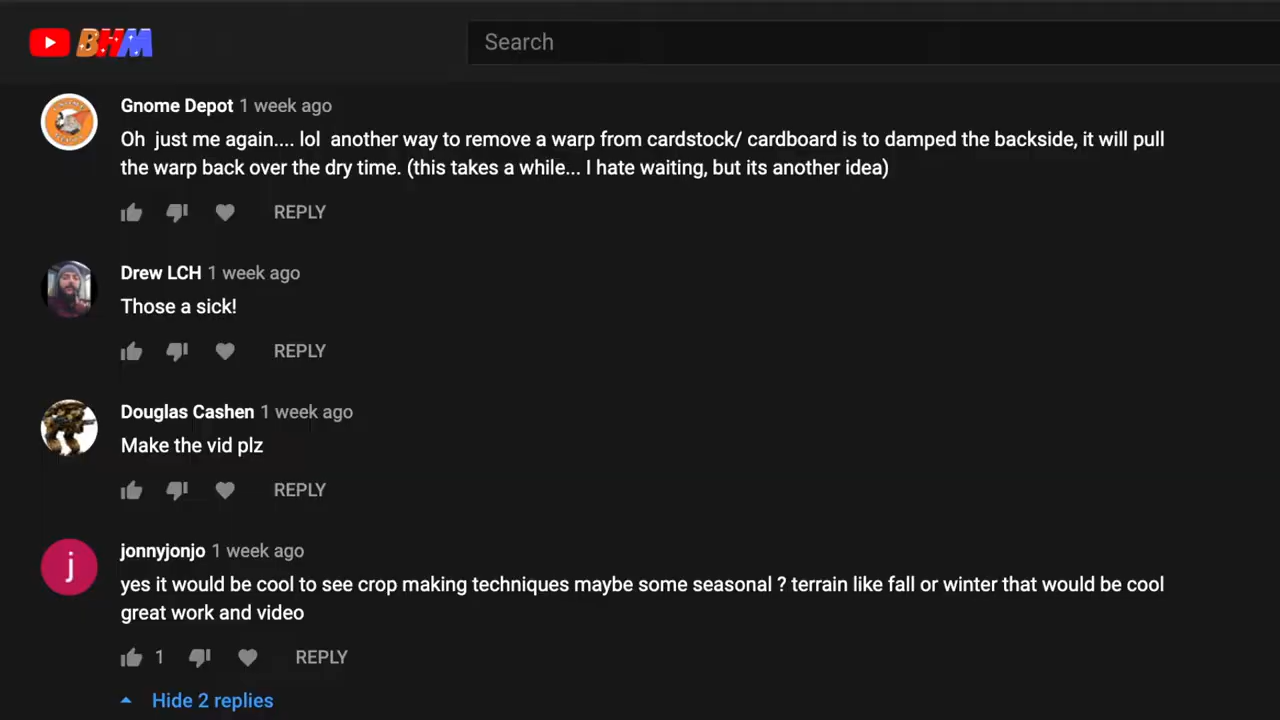 BHM
Search
Gnome Depot 1 week ago
Oh just me again.... lol another way to remove a warp from cardstock/ cardboard is to damped the backside, it will pull
the warp back over the dry time. (this takes a while... I hate waiting, but its another idea)
REPLY
Drew LCH 1 week ago
Those a sick!
REPLY
Douglas Cashen 1 week ago
Make the vid plz
REPLY
j
jonnyjonjo 1 week ago
yes it would be cool to see crop making techniques maybe some seasonal ? terrain like fall or winter that would be cool
great work and video
1 REPLY
Hide 2 replies